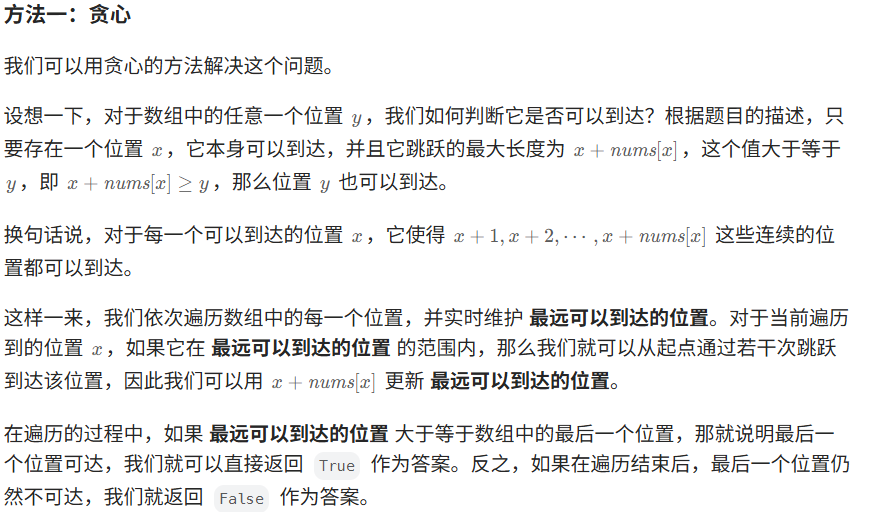 方法一：贪心
我们可以用贪心的方法解决这个问题。
设想一下，对于数组中的任意一个位置 y，我们如何判断它是否可以到达？根据题目的描述，只
要存在一个位置 x，它本身可以到达，并且它跳跃的最大长度为 x + nums[x]，这个值大于等于
y，即 x + nums[x] ≥ y，那么位置 y 也可以到达。
换句话说，对于每一个可以到达的位置 x，它使得 x + 1, x + 2, ⋯ , x + nums[x] 这些连续的位
置都可以到达。
这样一来，我们依次遍历数组中的每一个位置，并实时维护 最远可以到达的位置。对于当前遍历
到的位置 x，如果它在 最远可以到达的位置 的范围内，那么我们就可以从起点通过若干次跳跃
到达该位置，因此我们可以用 x + nums[x] 更新 最远可以到达的位置。
在遍历的过程中，如果 最远可以到达的位置 大于等于数组中的最后一个位置，那就说明最后一
个位置可达，我们就可以直接返回 True 作为答案。反之，如果在遍历结束后，最后一个位置仍
然不可达，我们就返回 False 作为答案。